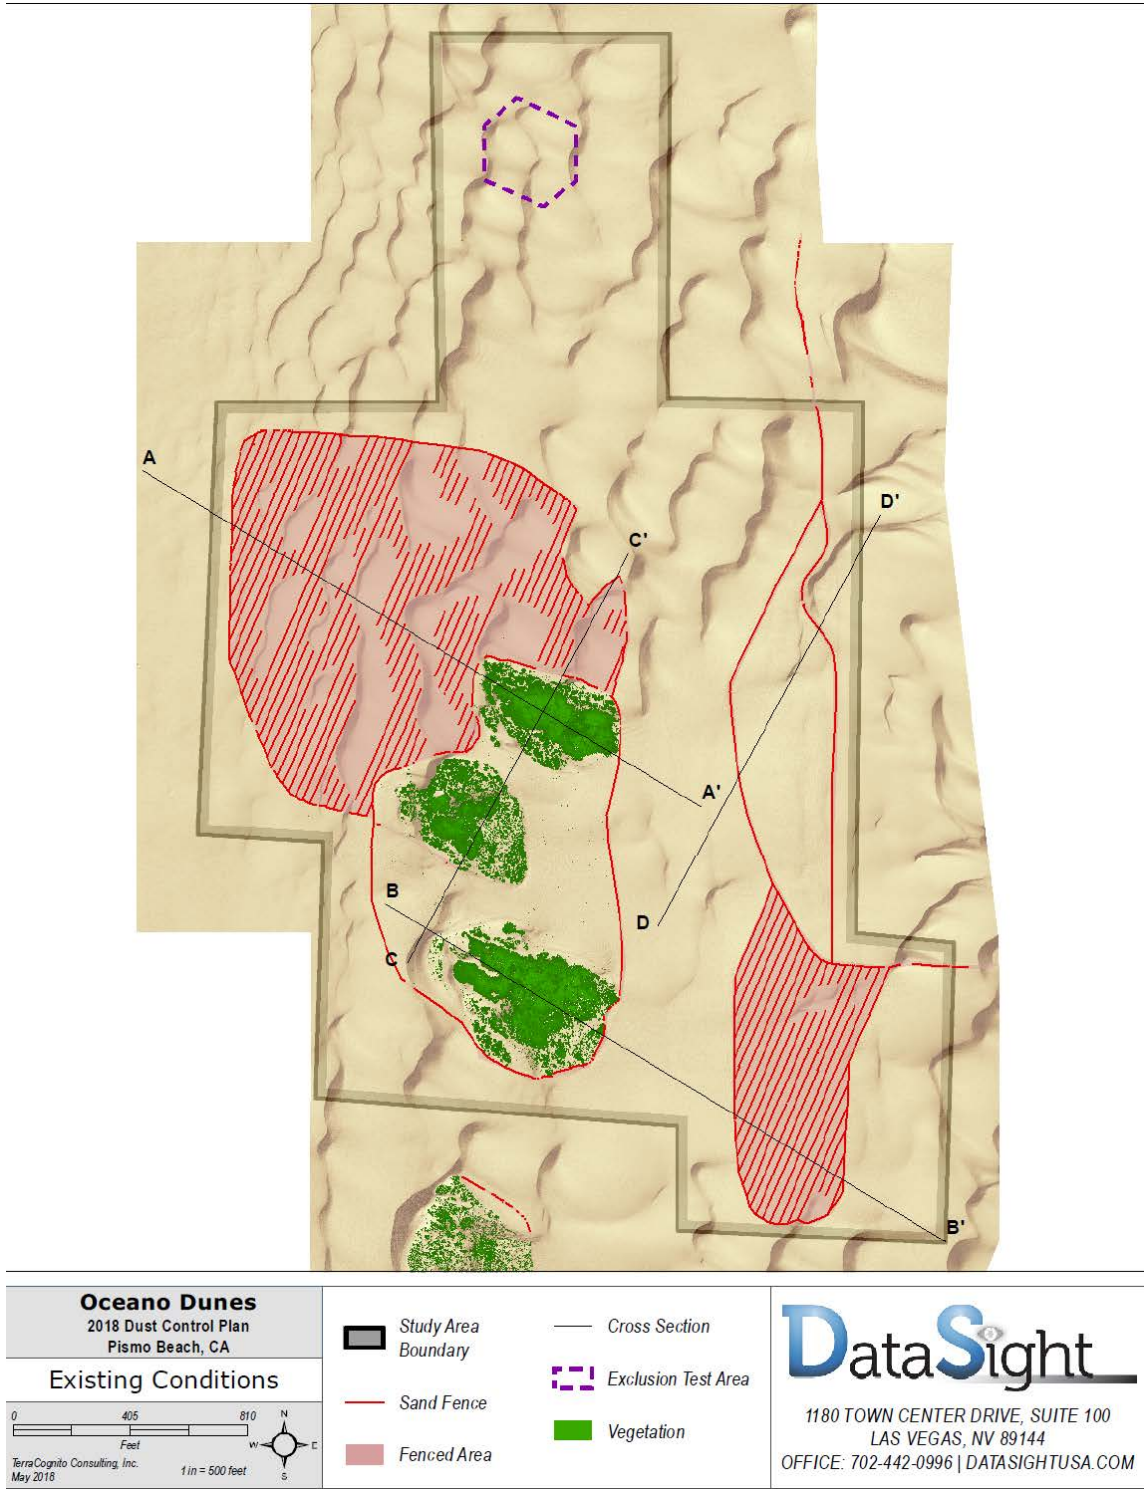 A
C'
D'
A'
B
D
C
B'
Oceano Dunes
2018 Dust Control Plan
Pismo Beach, CA
Existing Conditions
0 405 810
Feet
N
W E
S
TerraCognito Consulting, Inc.
May 2018
1 in = 500 feet
Study Area
Boundary
Sand Fence
Fenced Area
Cross Section
Exclusion Test Area
Vegetation
DataSight
1180 TOWN CENTER DRIVE, SUITE 100
LAS VEGAS, NV 89144
OFFICE: 702-442-0996 | DATASIGHTUSA.COM